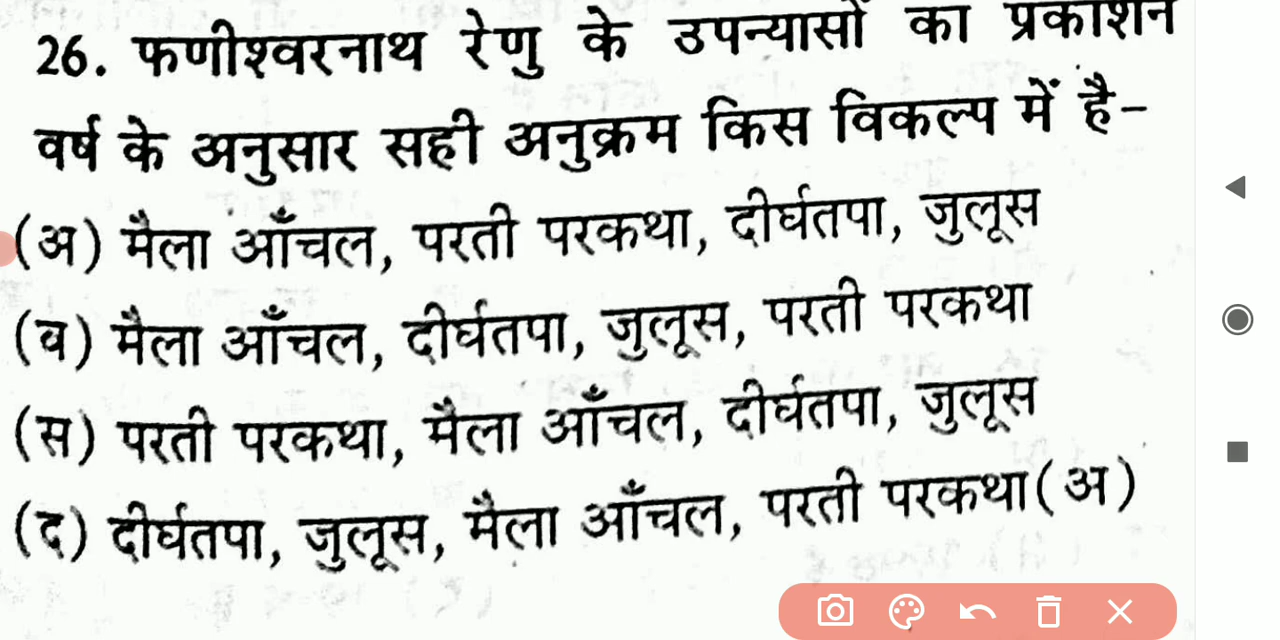 26. फणीश्वरनाथ रेणु के उपन्यासों का प्रकाशन
वर्ष के अनुसार सही अनुक्रम किस विकल्प में है-
(अ) मैला आँचल, परती परकथा, दीर्घतपा, जुलूस
(व) मैला आँचल, दीर्घतपा, जुलूस, परती परकथा
(स) परती परकथा, मैला आँचल, दीर्घतपा, जुलूस
(द) दीर्घतपा, जुलूस, मैला आँचल, परती परकथा(अ)